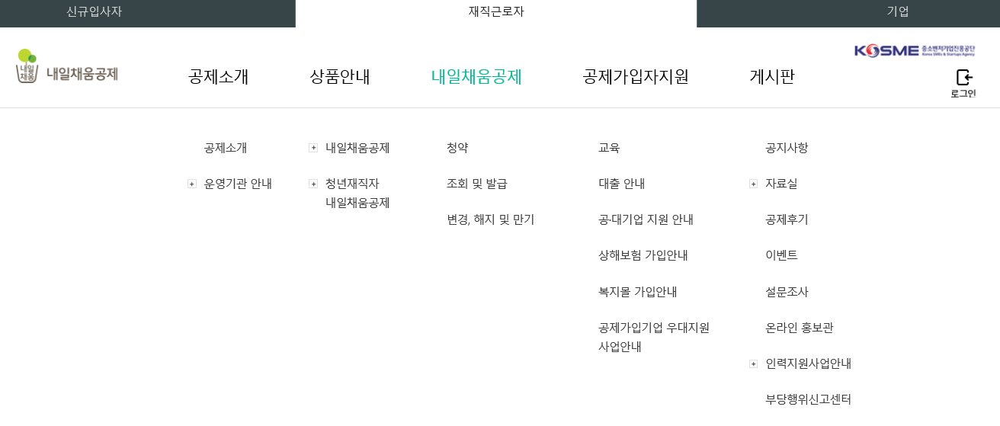 신규입사자
재직근로자
기업
내일
채움
내일채움공제
KOSME 중소벤처기업진흥공단
Korea SMEs & Startups Agency
로그인
공제소개
상품안내
내일채움공제
공제가입자지원
게시판
공제소개
운영기관 안내
내일채움공제
청년재직자
내일채움공제
청약
조회 및 발급
변경, 해지 및 만기
교육
대출 안내
공·대기업 지원 안내
상해보험 가입안내
복지몰 가입안내
공제가입기업 우대지원
사업안내
공지사항
자료실
공제후기
이벤트
설문조사
온라인 홍보관
인력지원사업안내
부당행위신고센터